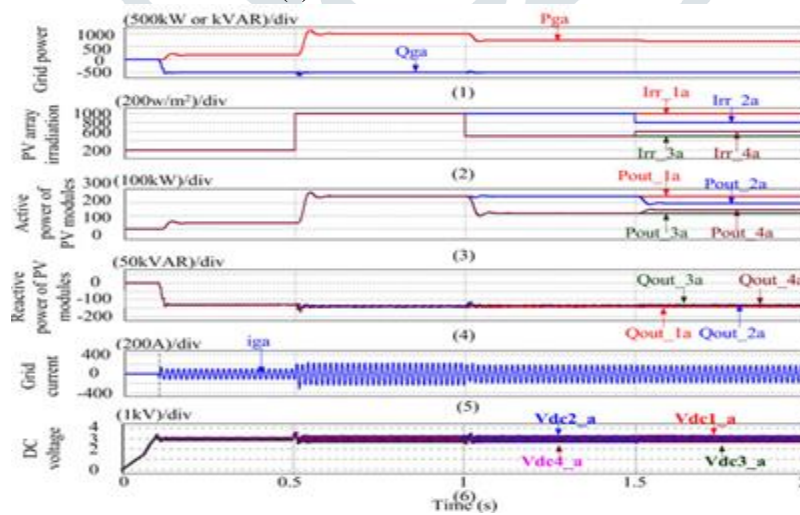 (500kW or kVAR)/div
Grid power
1000
500
0
-500
Pga
Qga
(1)
(200w/m²)/div
PV array irradiation
1000
800
600
200
Irr_1a
Irr_2a
Irr_3a
Irr_4a
(2)
(100kW)/div
Active power of PV modules
300
200
100
0
Pout_1a
Pout_2a
Pout_3a
Pout_4a
(3)
(50kVAR)/div
Reactive power of PV modules
0
-100
-200
Qout_3a
Qout_4a
Qout_1a
Qout_2a
(4)
(200A)/div
Grid current
400
0
-400
iga
(5)
(1kV)/div
DC voltage
4
3
2
0
Vdc2_a
Vdc1_a
Vdc4_a
Vdc3_a
0
0.5
1
1.5
2
(6)
Time (s)